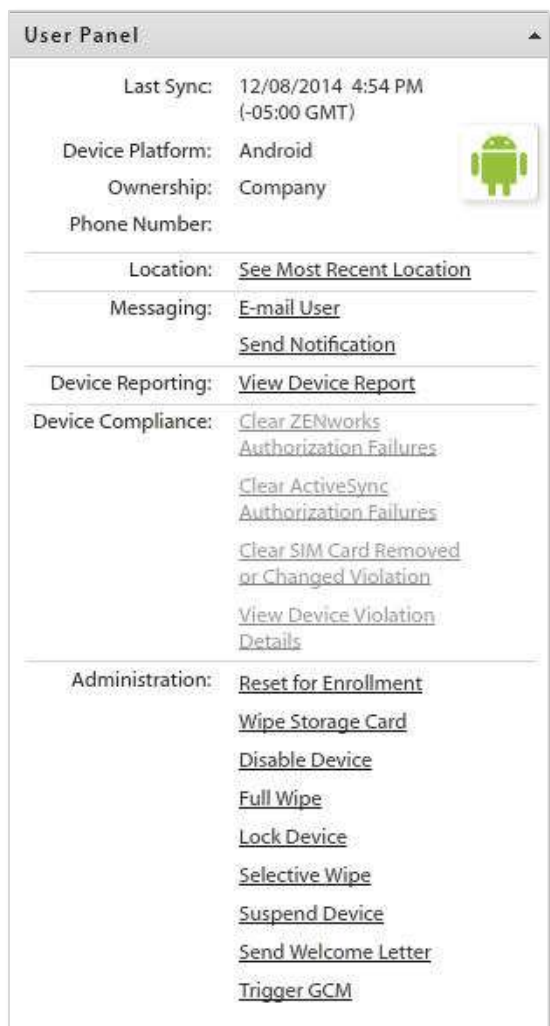 User Panel
Last Sync: 12/08/2014 4:54 PM
(-05:00 GMT)
Device Platform: Android
Ownership: Company
Phone Number:
Location: See Most Recent Location
Messaging: E-mail User
Send Notification
Device Reporting: View Device Report
Device Compliance: Clear ZENworks
Authorization Failures
Clear ActiveSync
Authorization Failures
Clear SIM Card Removed
or Changed Violation
View Device Violation
Details
Administration: Reset for Enrollment
Wipe Storage Card
Disable Device
Full Wipe
Lock Device
Selective Wipe
Suspend Device
Send Welcome Letter
Trigger GCM